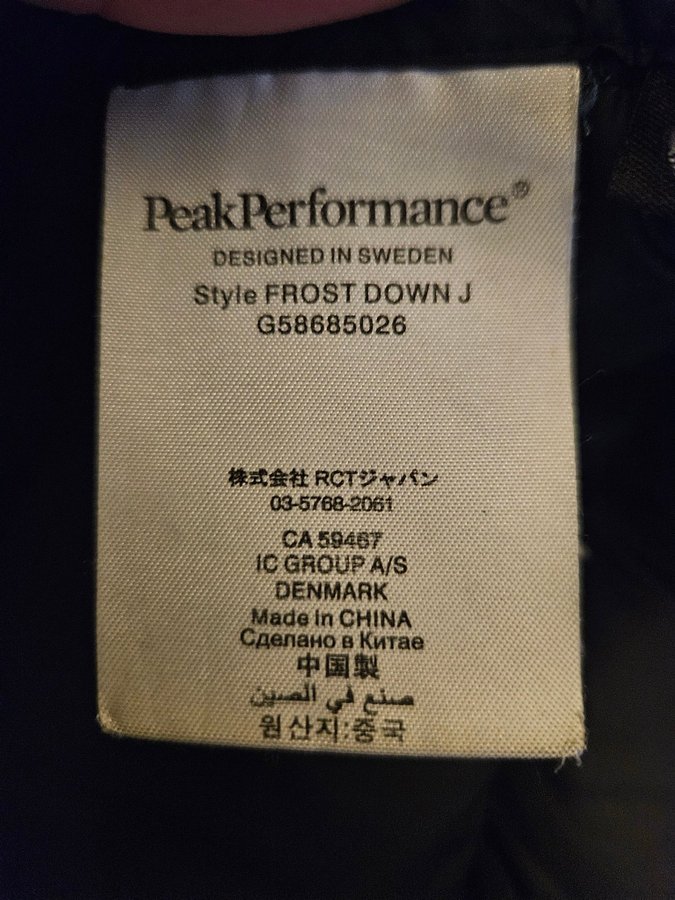 PeakPerformance®
DESIGNED IN SWEDEN
Style FROST DOWN J
G58685026
株式会社 RCTジャパン
03-5768-2061
CA 59467
IC GROUP A/S
DENMARK
Made in CHINA
Сделано в Китае
中国製
صنع في الصين
원산지:중국